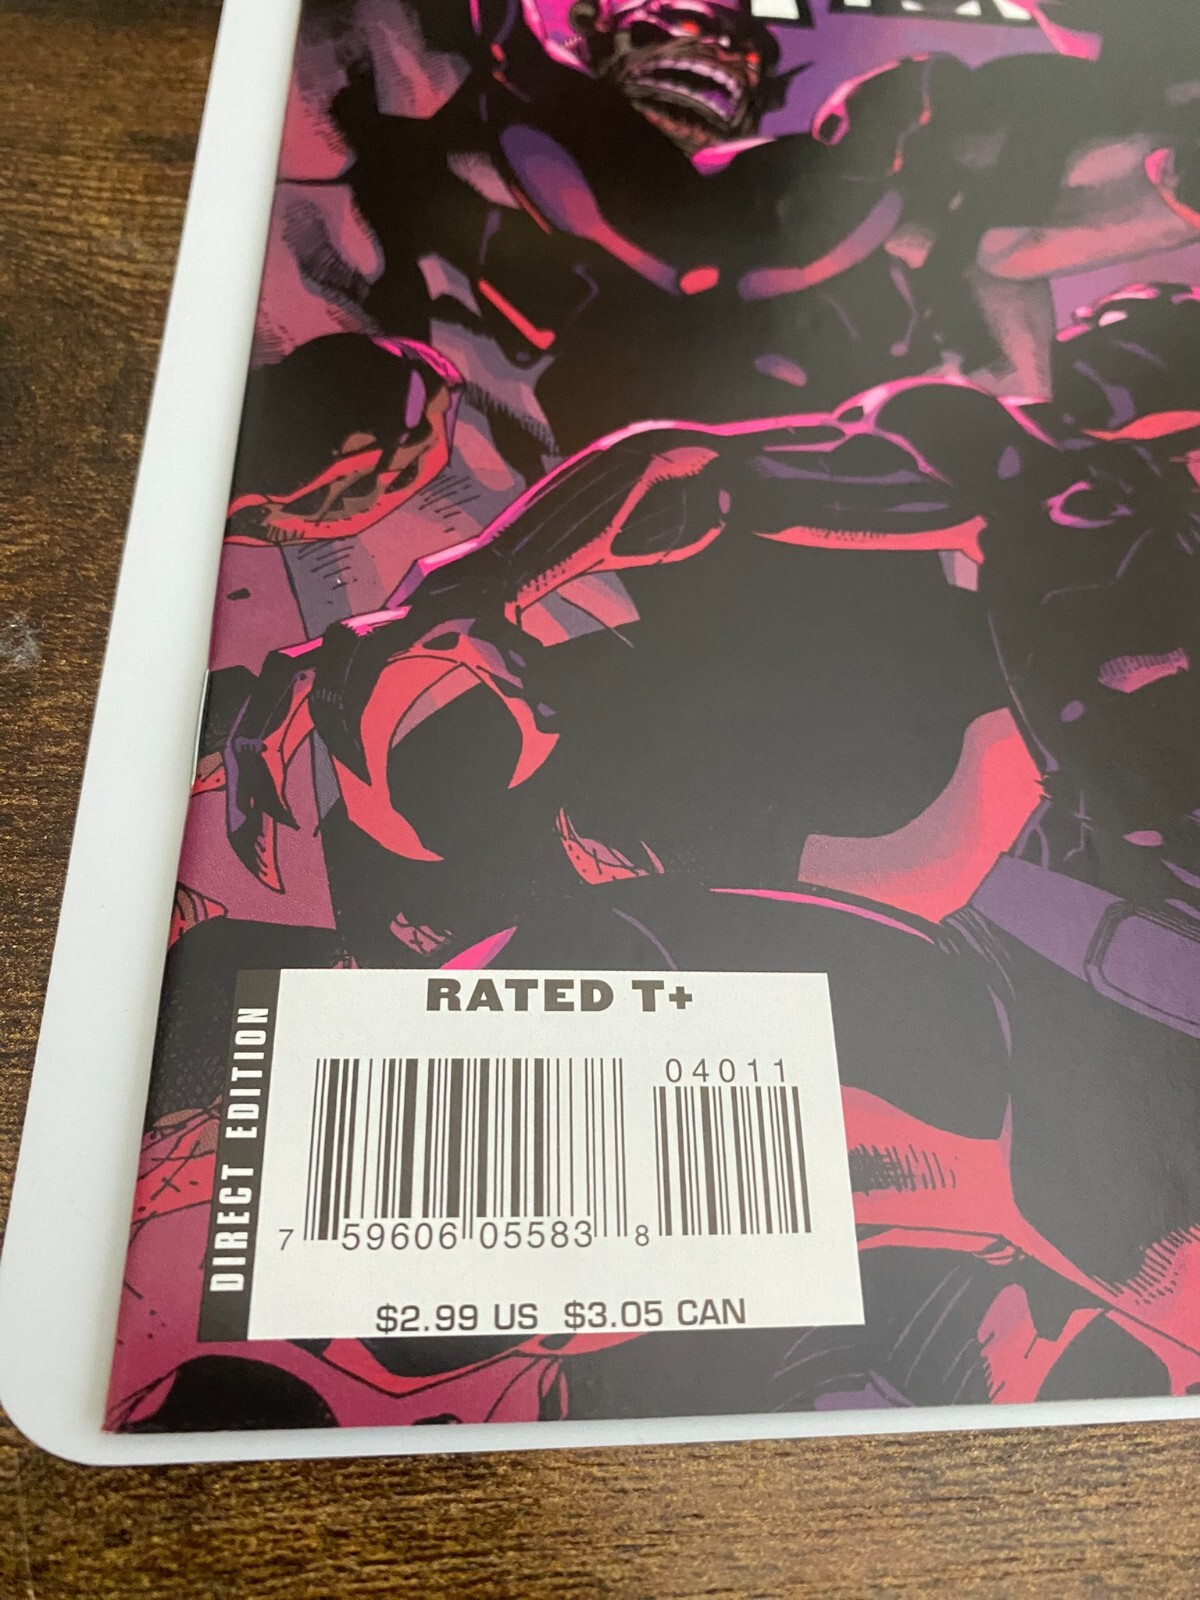 RATED T+
DIRECT EDITION
04011
7 59606 05583 8
$2.99 US $3.05 CAN